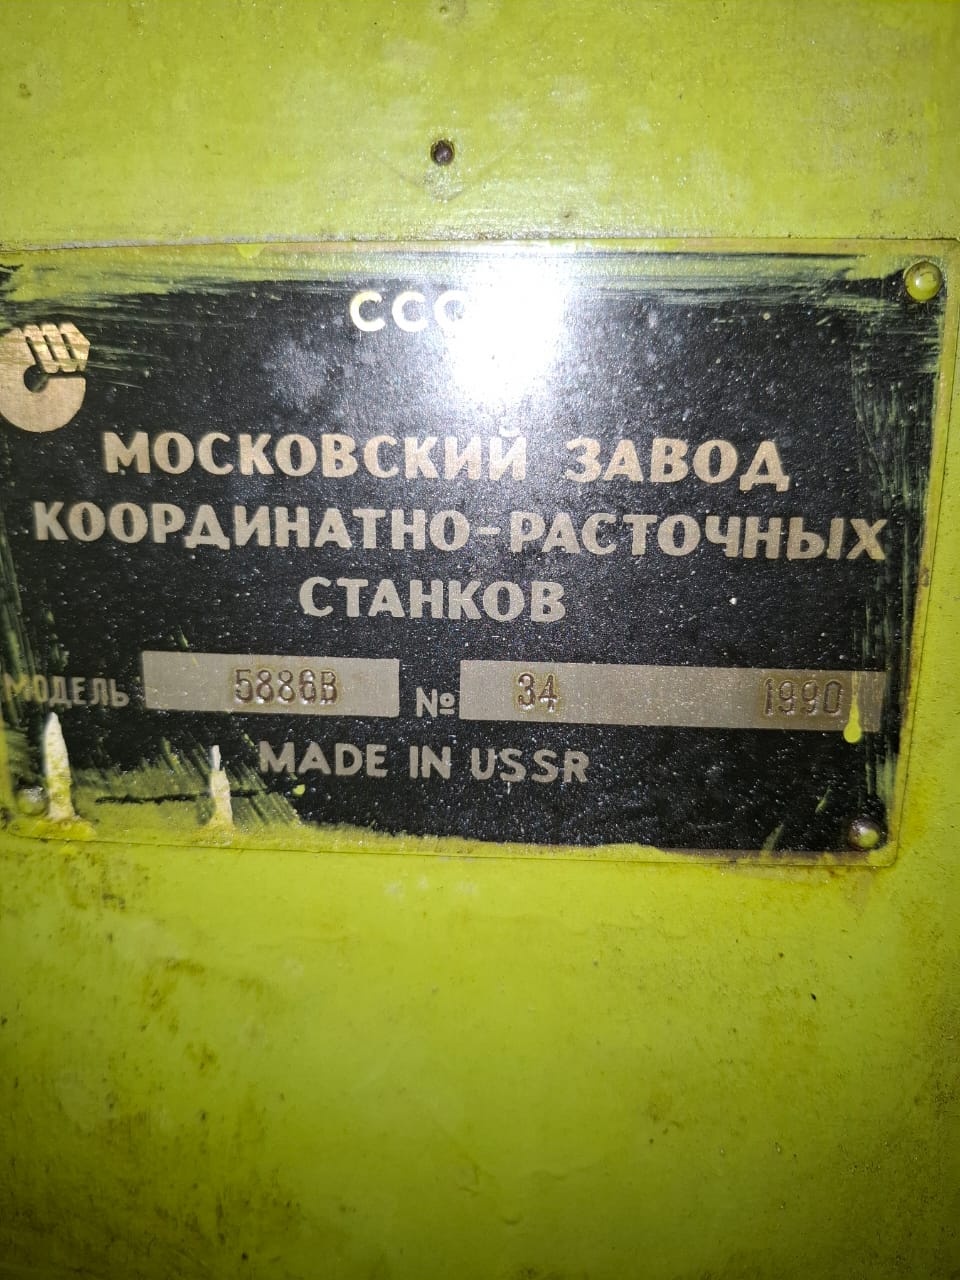 МОСКОВСКИЙ ЗАВОД
КООРДИНАТНО-РАСТОЧНЫХ
СТАНКОВ
МОДЕЛЬ 5886В № 34 1990
MADE IN USSR